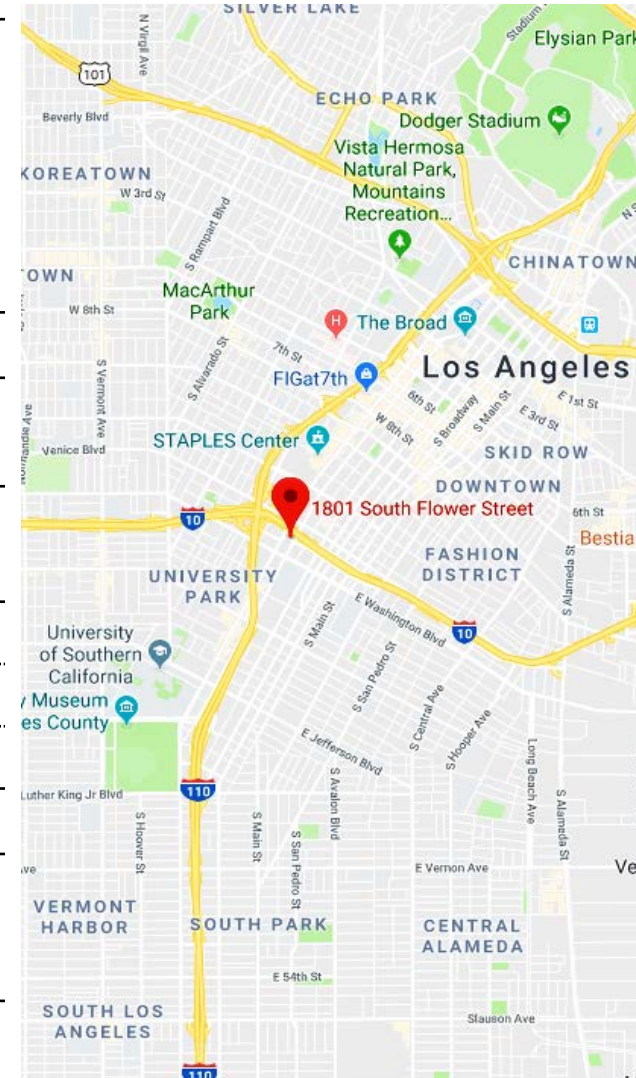 SILVER LAKE
N Virgil Ave
Stadium
Elysian Park
101
ECHO PARK
Beverly Blvd
Dodger Stadium
Vista Hermosa
Natural Park,
Mountains
Recreation...
KOREATOWN
W 3rd St
N S
S Rampart Blvd
CHINATOWN
TOWN
MacArthur
Park
W 8th St
H
The Broad
7th St
Los Angeles
FIGat7th
S Alvarado St
S Vermont Ave
6th St
E 1st St
S Broadway
S Main St
E 3rd St
W 8th St
Normandie Ave
Venice Blvd
STAPLES Center
SKID ROW
DOWNTOWN
1801 South Flower Street
6th St
10
Bestia
FASHION
DISTRICT
S Alameda St
UNIVERSITY
PARK
E Washington Blvd
S Main St
10
University
of Southern
California
S San Pedro St
y Museum
es County
S Central Ave
S Hooper Ave
E Jefferson Blvd
Long Beach Ave
S Avalon Blvd
Luther King Jr Blvd
110
S Alameda St
S Hoover St
S Main St
S San Pedro St
ve
E Vernon Ave
Ve
VERMONT
HARBOR
SOUTH PARK
CENTRAL
ALAMEDA
E 54th St
SOUTH LOS
ANGELES
Slauson Ave
110